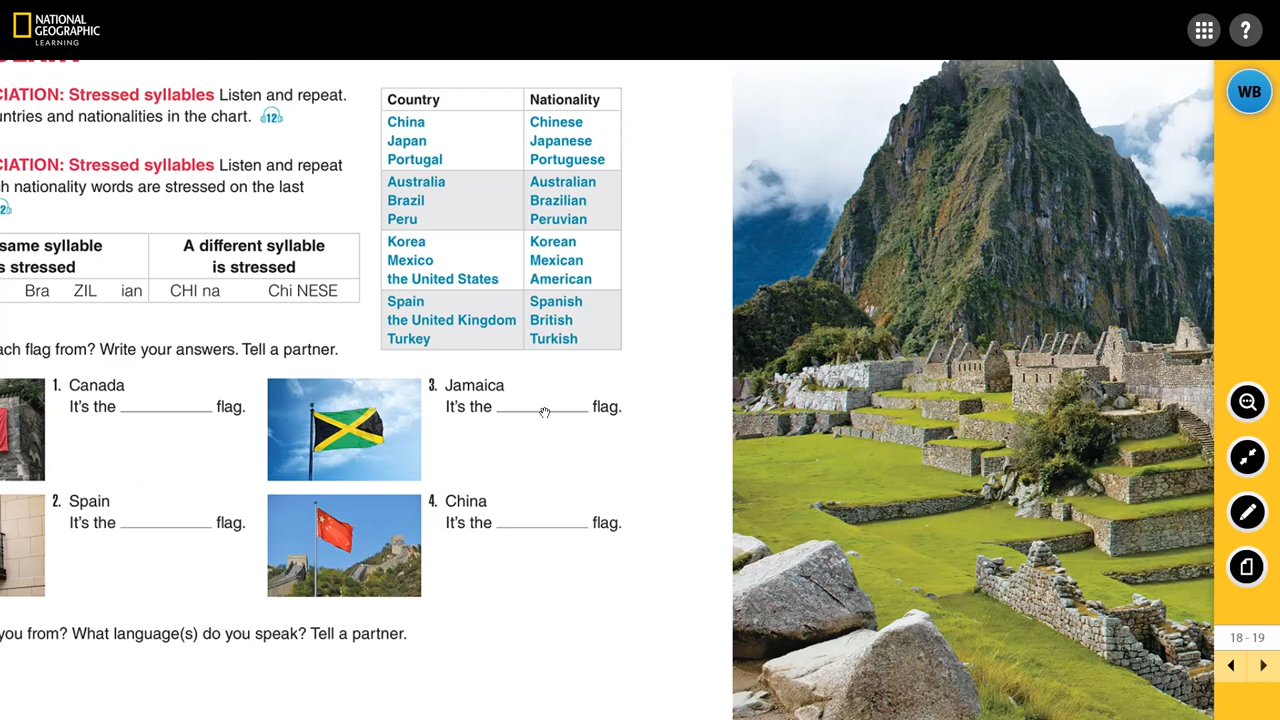 NATIONAL
GEOGRAPHIC
LEARNING
?
WB
CIATION: Stressed syllables Listen and repeat.
untries and nationalities in the chart. 12
CIATION: Stressed syllables Listen and repeat
h nationality words are stressed on the last
2
same syllable
s stressed
A different syllable
is stressed
Bra ZIL ian
CHI na Chi NESE
Country Nationality
China Chinese
Japan Japanese
Portugal Portuguese
Australia Australian
Brazil Brazilian
Peru Peruvian
Korea Korean
Mexico Mexican
the United States American
Spain Spanish
the United Kingdom British
Turkey Turkish
ach flag from? Write your answers. Tell a partner.
1. Canada
It's the ____________ flag.
2. Spain
It's the ____________ flag.
3. Jamaica
It's the ____________ flag.
4. China
It's the ____________ flag.
you from? What language(s) do you speak? Tell a partner.
18 - 19